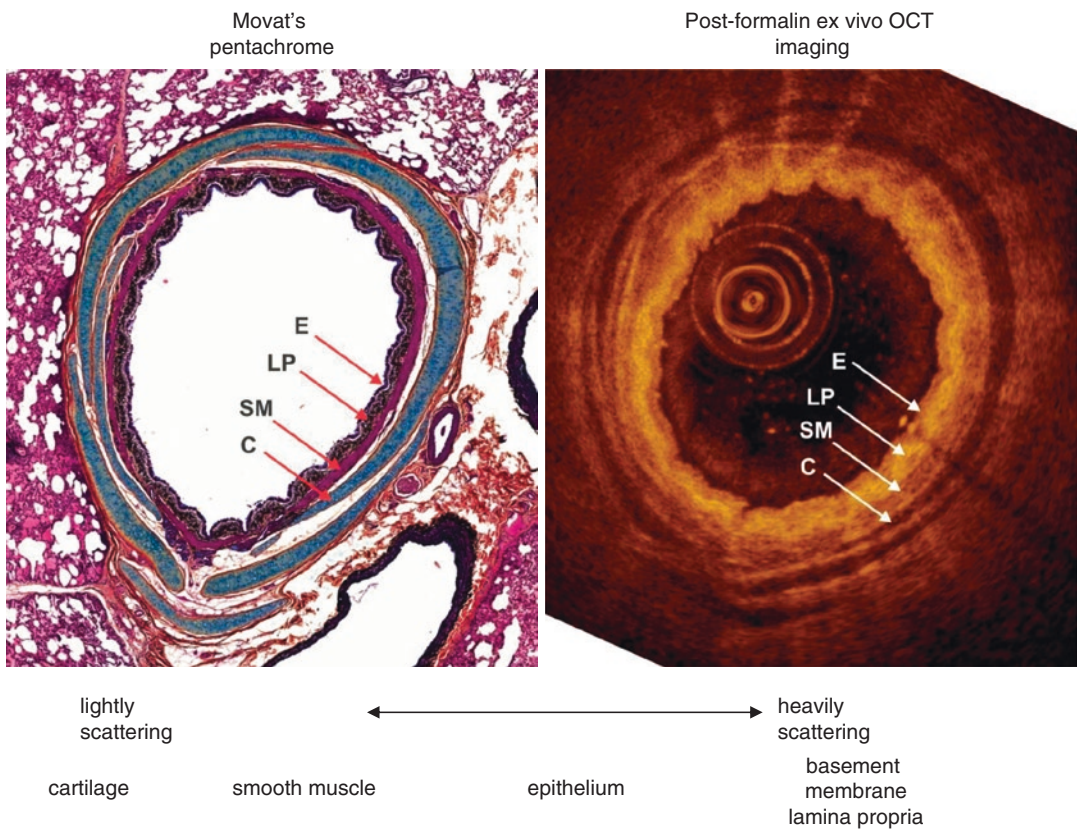 Movat's
pentachrome
Post-formalin ex vivo OCT
imaging
E
LP
SM
C
E
LP
SM
C
lightly
scattering
heavily
scattering
cartilage
smooth muscle
epithelium
basement
membrane
lamina propria